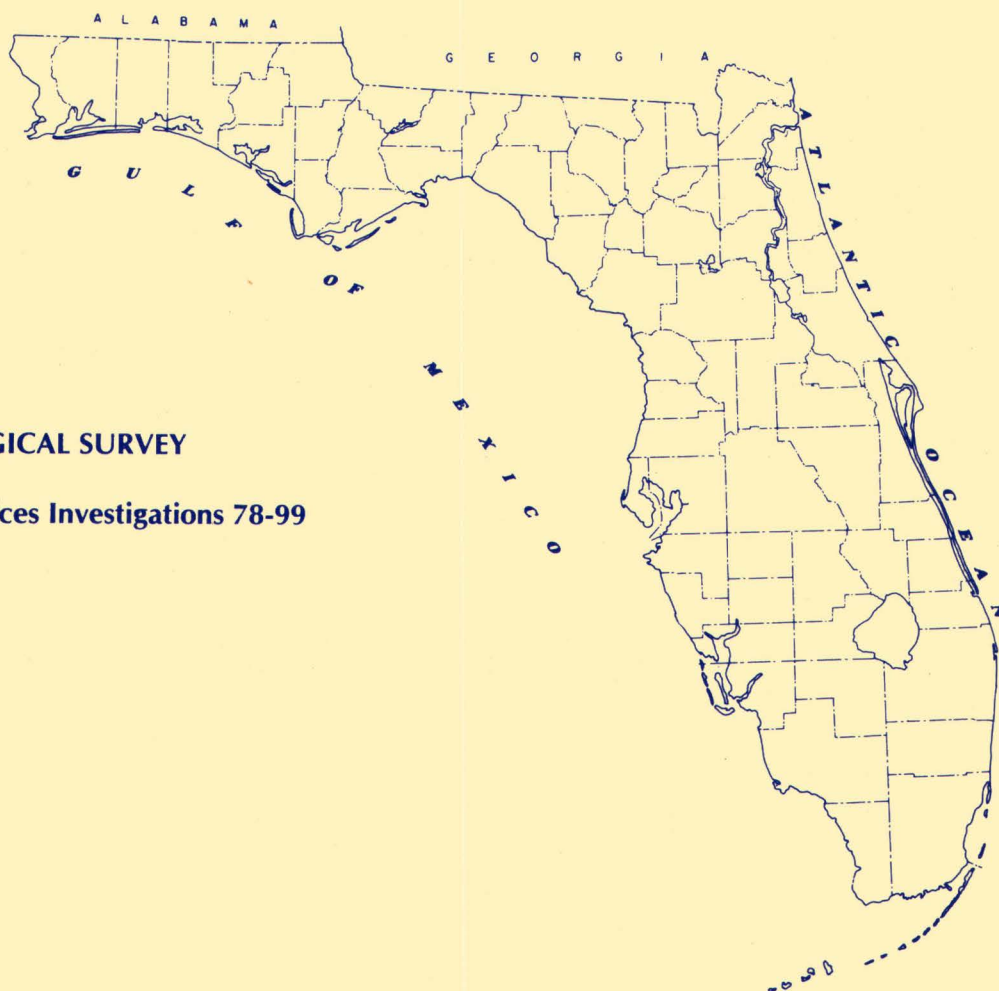 ALABAMA
GEORGIA
ATLANTIC OCEAN
GULF OF MEXICO
GICAL SURVEY
ces Investigations 78-99